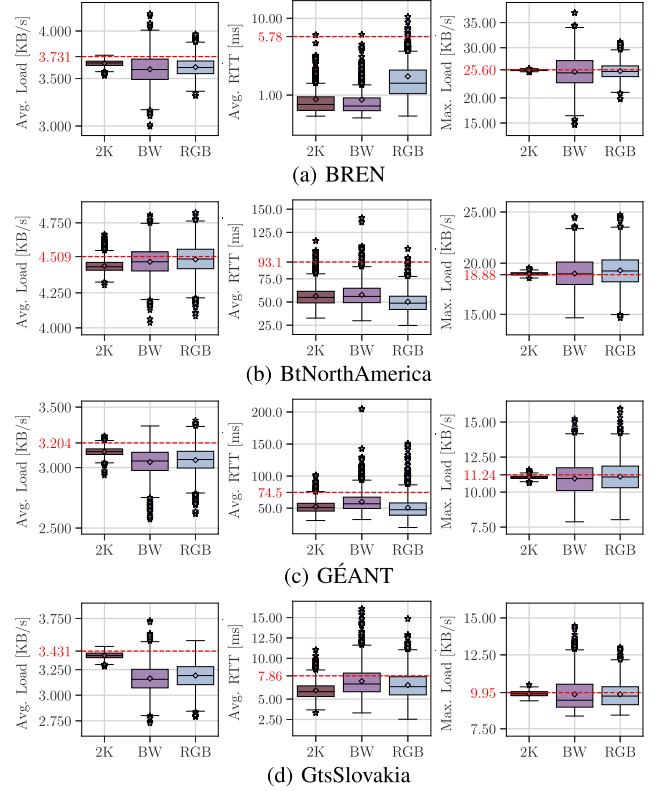 Avg. Load [KB/s]
4.000
3.731
3.500
3.000
2K BW RGB
Avg. RTT [ms]
10.00
5.78
1.00
2K BW RGB
Max. Load [KB/s]
35.00
30.00
25.60
20.00
15.00
2K BW RGB
(a) BREN
Avg. Load [KB/s]
4.750
4.509
4.250
4.000
2K BW RGB
Avg. RTT [ms]
150.0
125.0
93.1
75.0
50.0
25.0
2K BW RGB
Max. Load [KB/s]
25.00
20.00
18.88
15.00
2K BW RGB
(b) BtNorthAmerica
Avg. Load [KB/s]
3.500
3.204
3.000
2.500
2K BW RGB
Avg. RTT [ms]
200.0
150.0
100.0
74.5
50.0
2K BW RGB
Max. Load [KB/s]
15.00
11.24
10.00
7.50
2K BW RGB
(c) GÉANT
Avg. Load [KB/s]
3.750
3.431
3.250
3.000
2.750
2K BW RGB
Avg. RTT [ms]
15.00
12.50
10.00
7.86
5.00
2.50
2K BW RGB
Max. Load [KB/s]
15.00
12.50
9.95
7.50
2K BW RGB
(d) GtsSlovakia